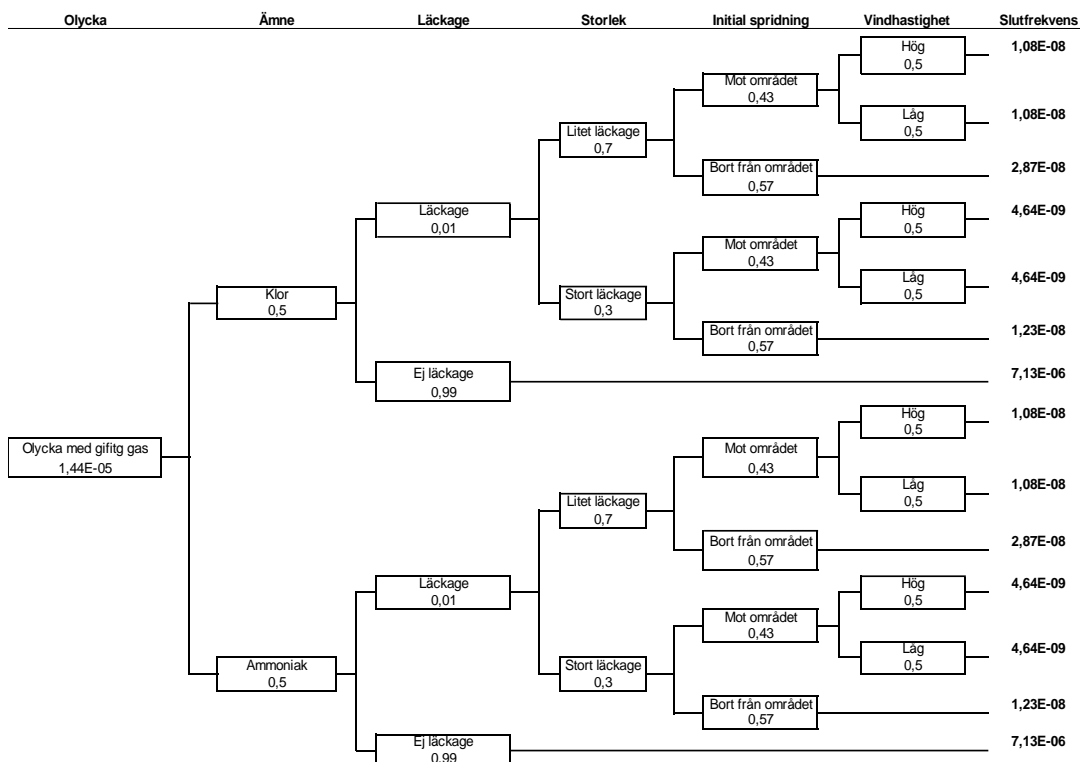 Olycka Ämne Läckage Storlek Initial spridning Vindhastighet Slutfrekvens
Hög
0,5
1,08E-08
Mot området
0,43
Låg
0,5
1,08E-08
Litet läckage
0,7
Bort från området
0,57
2,87E-08
Läckage
0,01
Hög
0,5
4,64E-09
Mot området
0,43
Låg
0,5
4,64E-09
Klor
0,5
Stort läckage
0,3
Bort från området
0,57
1,23E-08
Ej läckage
0,99
7,13E-06
Olycka med gifitg gas
1,44E-05
Hög
0,5
1,08E-08
Mot området
0,43
Låg
0,5
1,08E-08
Litet läckage
0,7
Bort från området
0,57
2,87E-08
Läckage
0,01
Hög
0,5
4,64E-09
Mot området
0,43
Låg
0,5
4,64E-09
Ammoniak
0,5
Stort läckage
0,3
Bort från området
0,57
1,23E-08
Ej läckage
0,99
7,13E-06